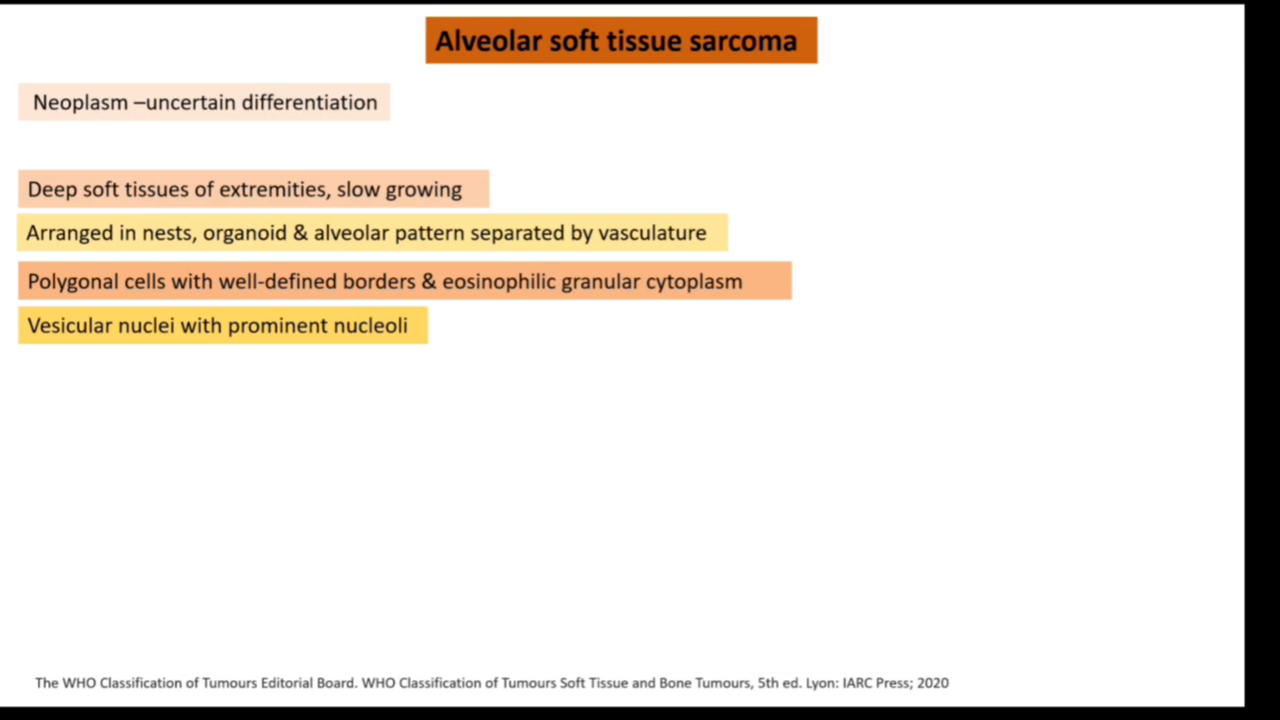 Alveolar soft tissue sarcoma
Neoplasm –uncertain differentiation
Deep soft tissues of extremities, slow growing
Arranged in nests, organoid & alveolar pattern separated by vasculature
Polygonal cells with well-defined borders & eosinophilic granular cytoplasm
Vesicular nuclei with prominent nucleoli
The WHO Classification of Tumours Editorial Board. WHO Classification of Tumours Soft Tissue and Bone Tumours, 5th ed. Lyon: IARC Press; 2020